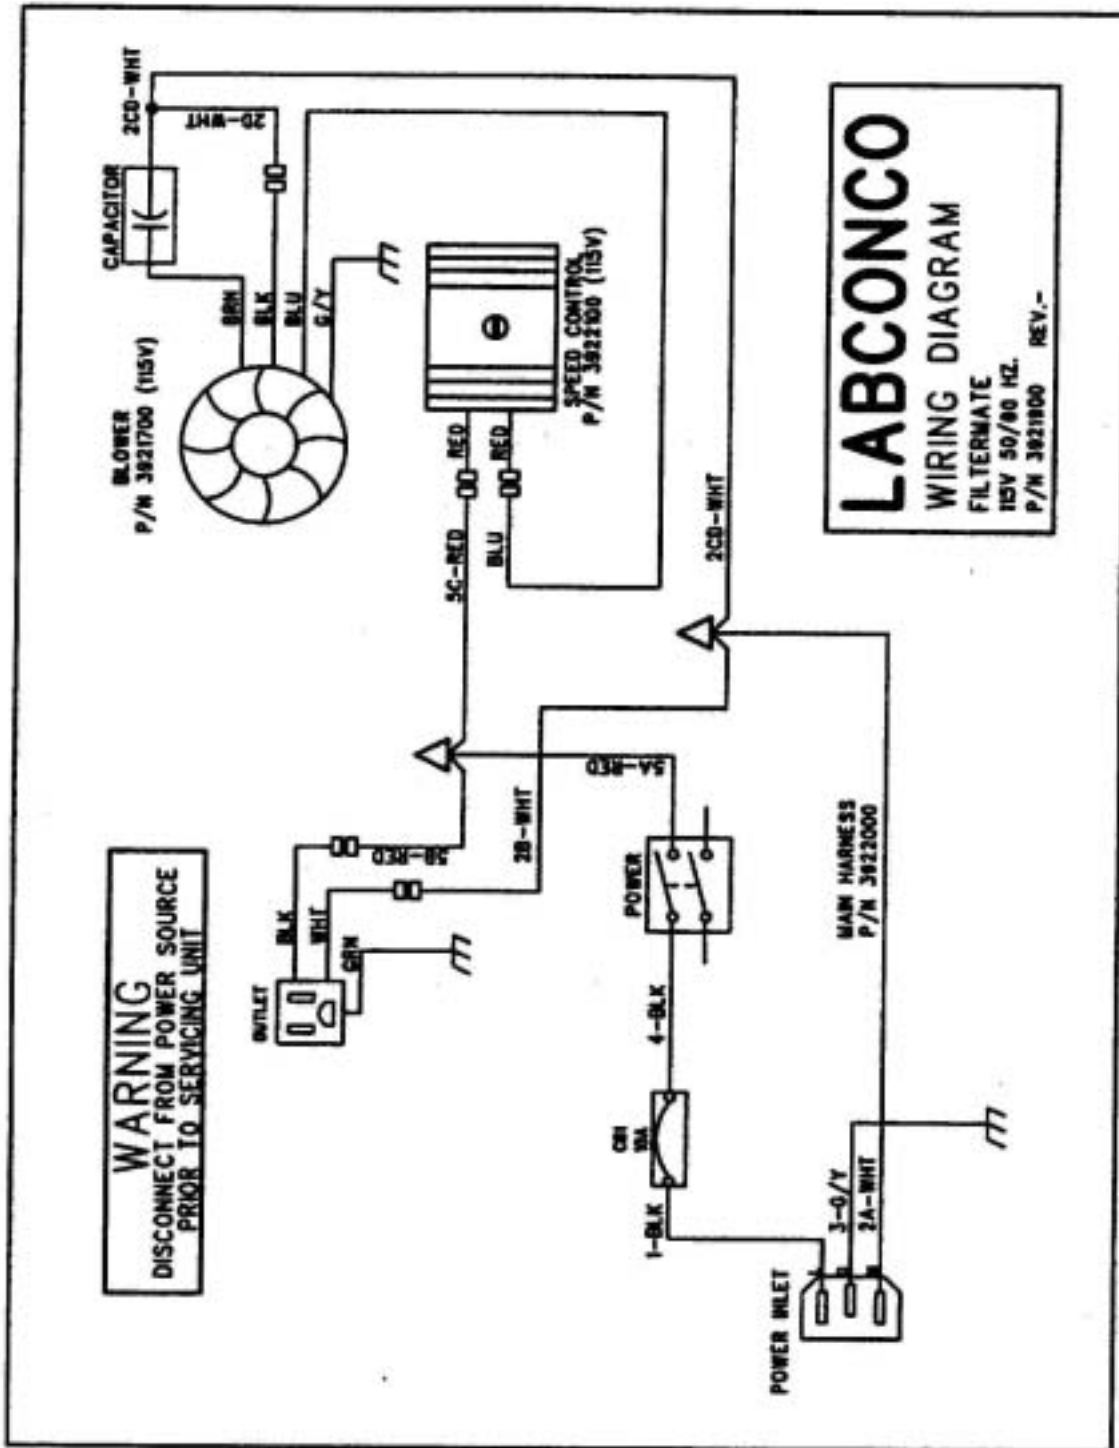 WARNING
DISCONNECT FROM POWER SOURCE
PRIOR TO SERVICING UNIT
BLOWER
P/N 3921700 (115V)
CAPACITOR
2CD-WHT
2D-WHT
BRN
BLK
BLU
G/Y
OUTLET
BLK
WHT
GRN
5B-RED
5C-RED
RED
BLU
RED
SPEED CONTROL
P/N 3922100 (115V)
2B-WHT
5A-RED
2CD-WHT
POWER
4-BLK
CB1
10A
1-BLK
POWER INLET
3-G/Y
2A-WHT
MAIN HARNESS
P/N 3922000
LABCONCO
WIRING DIAGRAM
FILTERMATE
115V 50/60 HZ.
P/N 3921900 REV.-